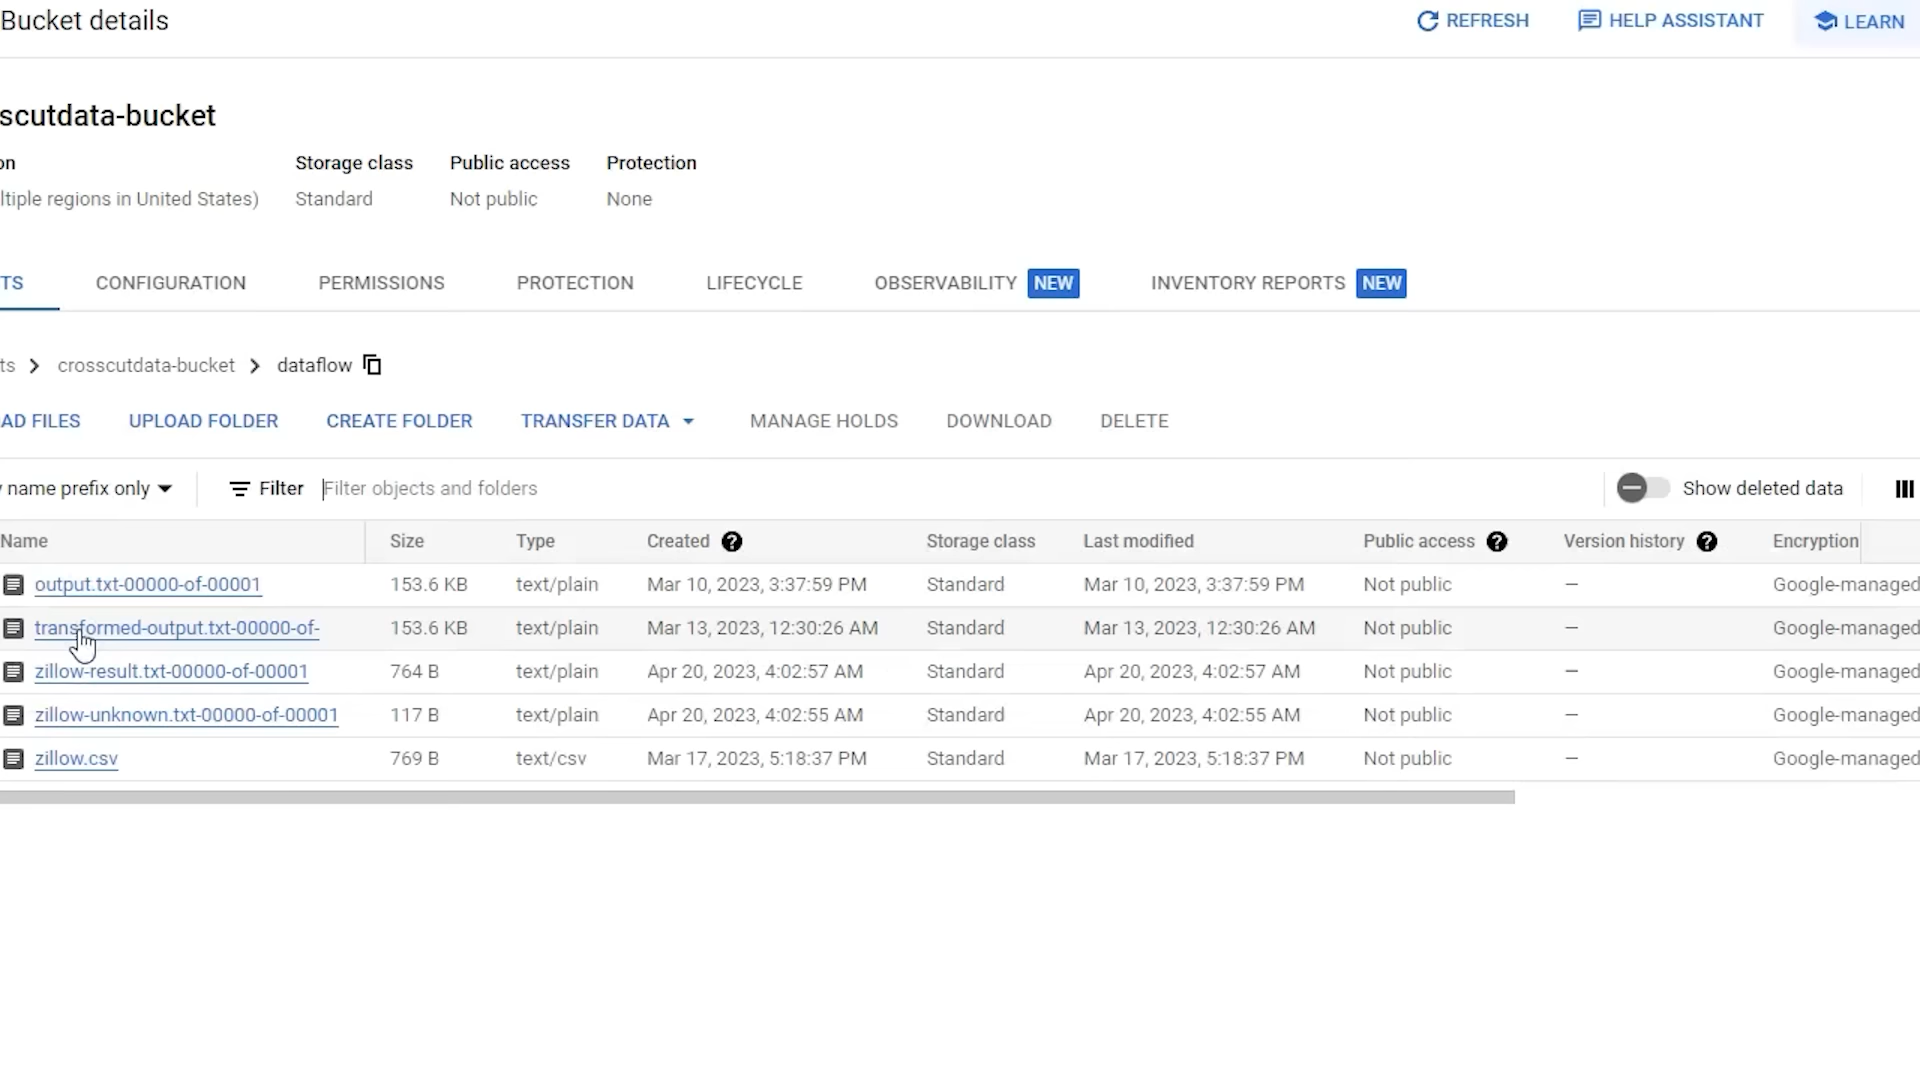 Bucket details REFRESH HELP ASSISTANT LEARN
scutdata-bucket
on Storage class Public access Protection
ltiple regions in United States) Standard Not public None
TS CONFIGURATION PERMISSIONS PROTECTION LIFECYCLE OBSERVABILITY NEW INVENTORY REPORTS NEW
ts > crosscutdata-bucket > dataflow
AD FILES UPLOAD FOLDER CREATE FOLDER TRANSFER DATA MANAGE HOLDS DOWNLOAD DELETE
y name prefix only Filter Filter objects and folders Show deleted data
Name Size Type Created ? Storage class Last modified Public access ? Version history ? Encryption
output.txt-00000-of-00001 153.6 KB text/plain Mar 10, 2023, 3:37:59 PM Standard Mar 10, 2023, 3:37:59 PM Not public — Google-managed
transformed-output.txt-00000-of- 153.6 KB text/plain Mar 13, 2023, 12:30:26 AM Standard Mar 13, 2023, 12:30:26 AM Not public — Google-managed
zillow-result.txt-00000-of-00001 764 B text/plain Apr 20, 2023, 4:02:57 AM Standard Apr 20, 2023, 4:02:57 AM Not public — Google-managed
zillow-unknown.txt-00000-of-00001 117 B text/plain Apr 20, 2023, 4:02:55 AM Standard Apr 20, 2023, 4:02:55 AM Not public — Google-managed
zillow.csv 769 B text/csv Mar 17, 2023, 5:18:37 PM Standard Mar 17, 2023, 5:18:37 PM Not public — Google-managed